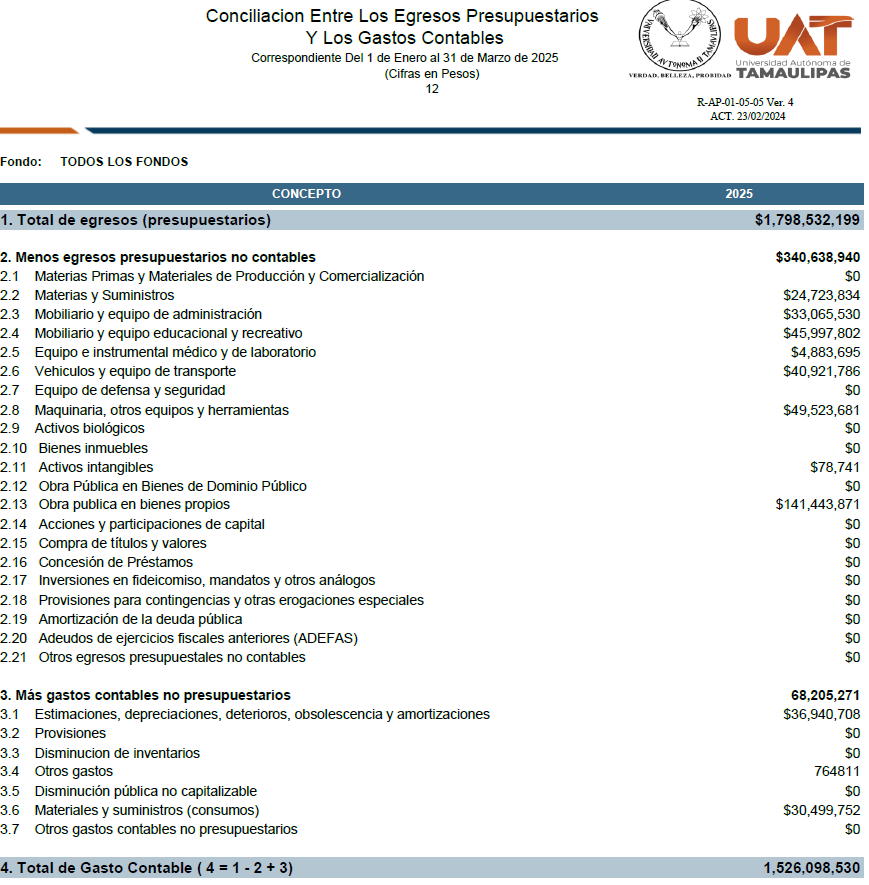 Conciliacion Entre Los Egresos Presupuestarios
Y Los Gastos Contables
Correspondiente Del 1 de Enero al 31 de Marzo de 2025
(Cifras en Pesos)
12
UNIVERSIDAD AVTONOMA D TAMAVLIPAS
VERDAD, BELLEZA, PROBIDAD
UAT
Universidad Autónoma de
TAMAULIPAS
R-AP-01-05-05 Ver. 4
ACT. 23/02/2024
Fondo: TODOS LOS FONDOS
CONCEPTO 2025
1. Total de egresos (presupuestarios) $1,798,532,199
2. Menos egresos presupuestarios no contables $340,638,940
2.1 Materias Primas y Materiales de Producción y Comercialización $0
2.2 Materias y Suministros $24,723,834
2.3 Mobiliario y equipo de administración $33,065,530
2.4 Mobiliario y equipo educacional y recreativo $45,997,802
2.5 Equipo e instrumental médico y de laboratorio $4,883,695
2.6 Vehiculos y equipo de transporte $40,921,786
2.7 Equipo de defensa y seguridad $0
2.8 Maquinaria, otros equipos y herramientas $49,523,681
2.9 Activos biológicos $0
2.10 Bienes inmuebles $0
2.11 Activos intangibles $78,741
2.12 Obra Pública en Bienes de Dominio Público $0
2.13 Obra publica en bienes propios $141,443,871
2.14 Acciones y participaciones de capital $0
2.15 Compra de títulos y valores $0
2.16 Concesión de Préstamos $0
2.17 Inversiones en fideicomiso, mandatos y otros análogos $0
2.18 Provisiones para contingencias y otras erogaciones especiales $0
2.19 Amortización de la deuda pública $0
2.20 Adeudos de ejercicios fiscales anteriores (ADEFAS) $0
2.21 Otros egresos presupuestales no contables $0
3. Más gastos contables no presupuestarios 68,205,271
3.1 Estimaciones, depreciaciones, deterioros, obsolescencia y amortizaciones $36,940,708
3.2 Provisiones $0
3.3 Disminucion de inventarios $0
3.4 Otros gastos 764811
3.5 Disminución pública no capitalizable $0
3.6 Materiales y suministros (consumos) $30,499,752
3.7 Otros gastos contables no presupuestarios $0
4. Total de Gasto Contable ( 4 = 1 - 2 + 3) 1,526,098,530